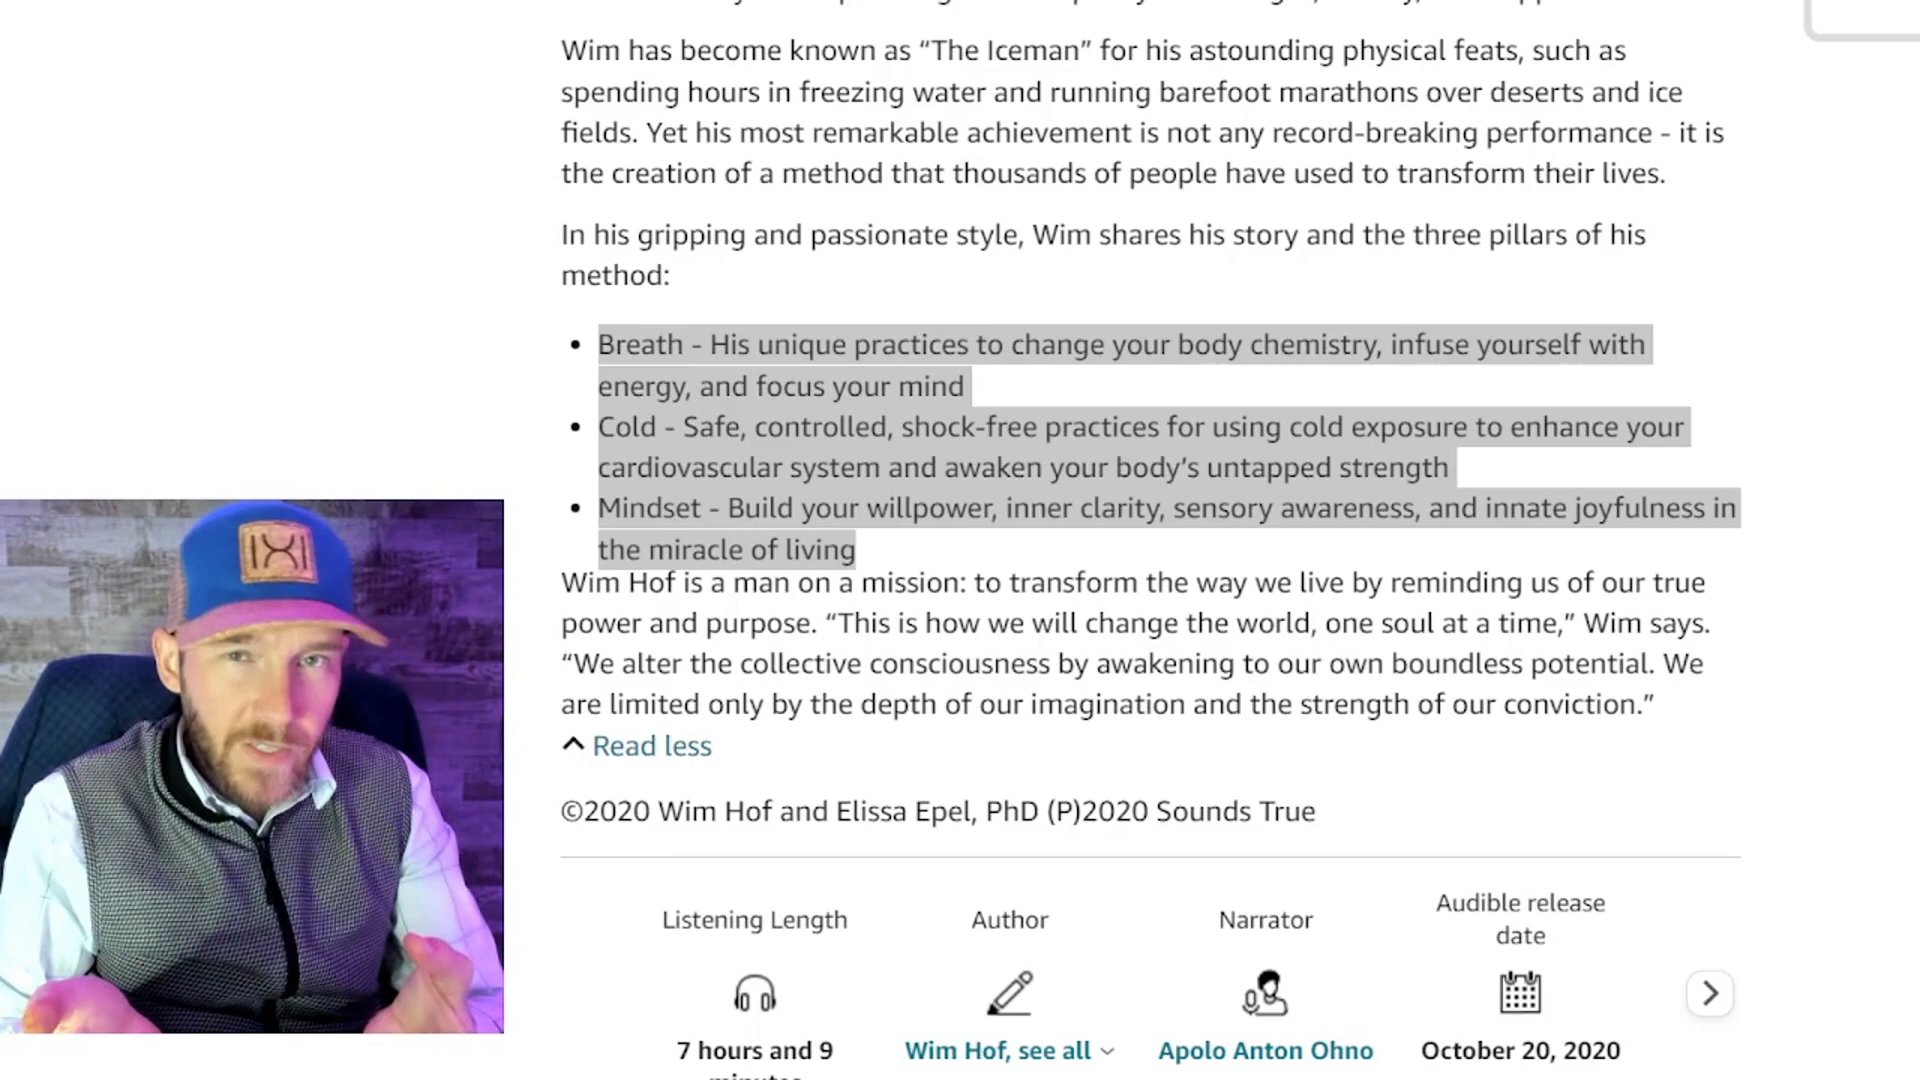 Wim has become known as “The Iceman” for his astounding physical feats, such as
spending hours in freezing water and running barefoot marathons over deserts and ice
fields. Yet his most remarkable achievement is not any record-breaking performance - it is
the creation of a method that thousands of people have used to transform their lives.
In his gripping and passionate style, Wim shares his story and the three pillars of his
method:
• Breath - His unique practices to change your body chemistry, infuse yourself with
energy, and focus your mind
• Cold - Safe, controlled, shock-free practices for using cold exposure to enhance your
cardiovascular system and awaken your body’s untapped strength
• Mindset - Build your willpower, inner clarity, sensory awareness, and innate joyfulness in
the miracle of living
Wim Hof is a man on a mission: to transform the way we live by reminding us of our true
power and purpose. “This is how we will change the world, one soul at a time,” Wim says.
“We alter the collective consciousness by awakening to our own boundless potential. We
are limited only by the depth of our imagination and the strength of our conviction.”
Read less
©2020 Wim Hof and Elissa Epel, PhD (P)2020 Sounds True
Listening Length
Author
Narrator
Audible release
date
7 hours and 9
Wim Hof, see all
Apolo Anton Ohno
October 20, 2020